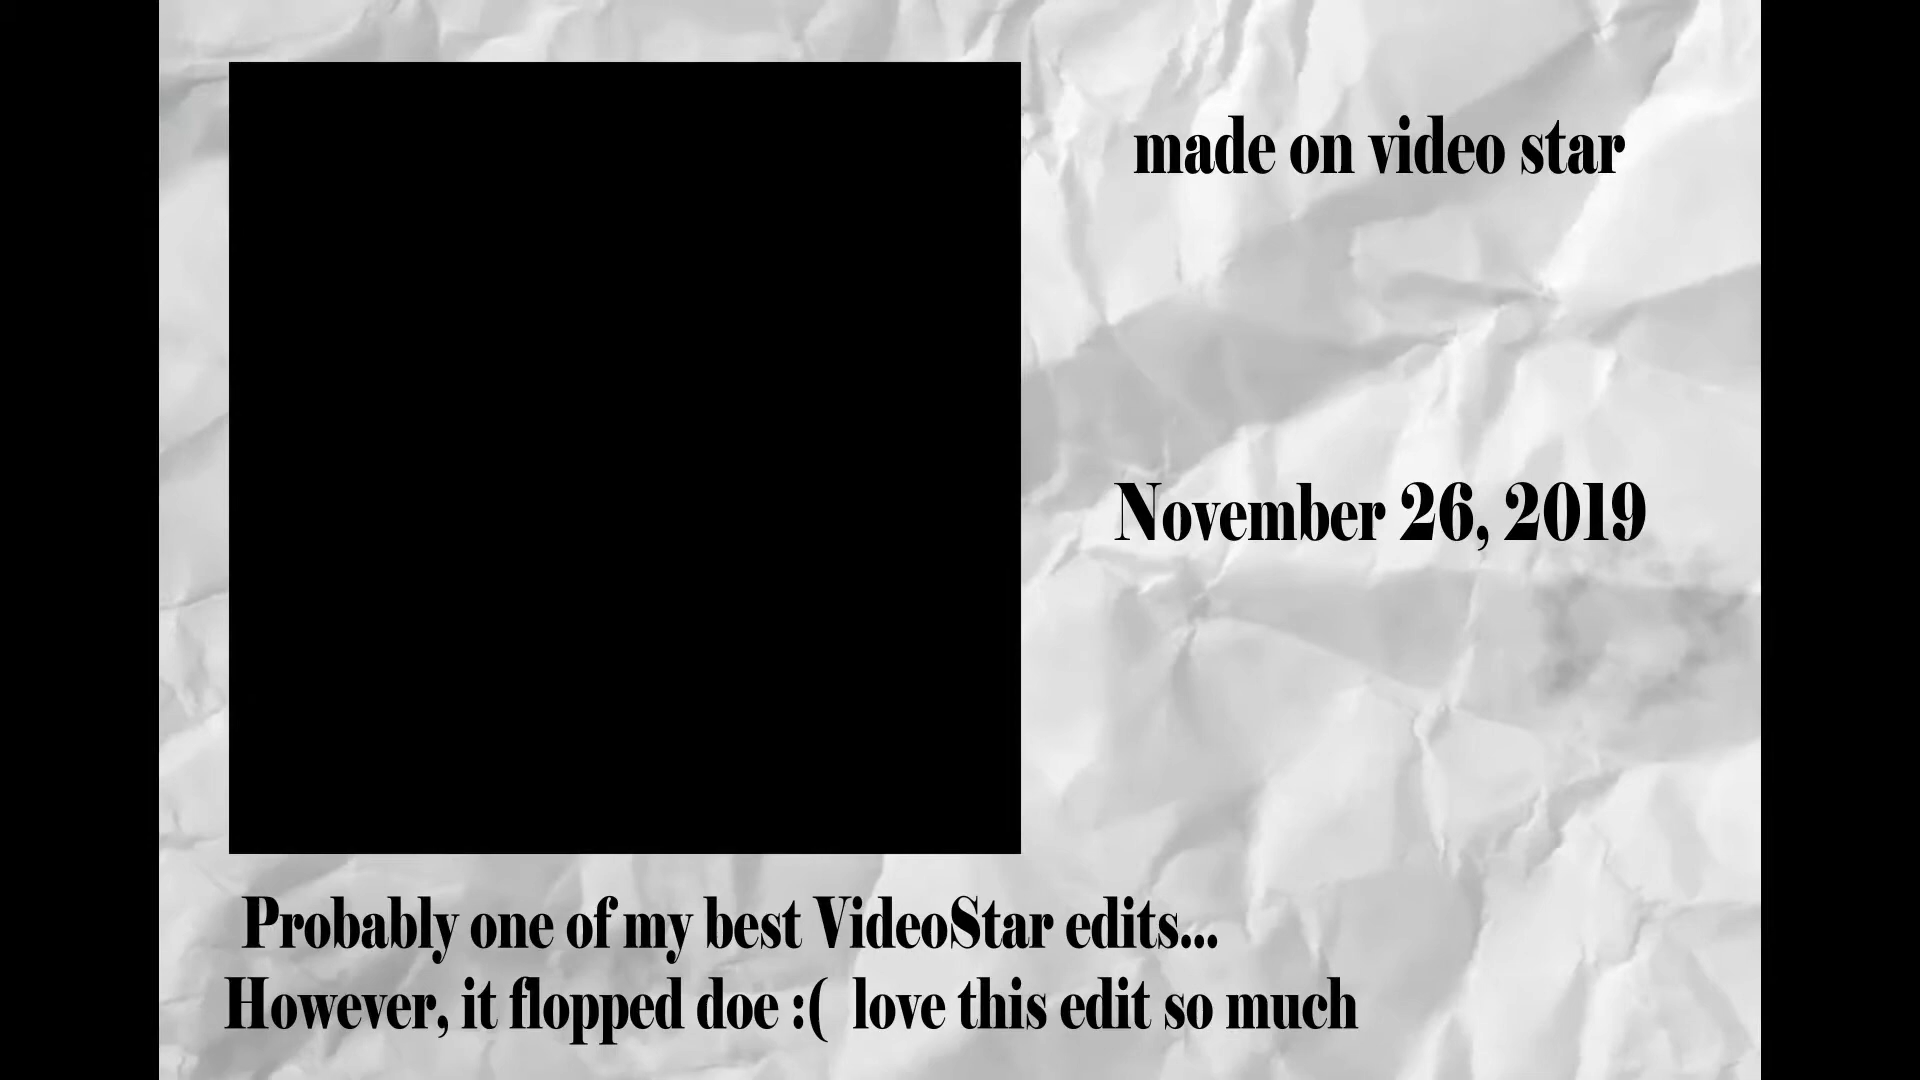 made on video star
November 26, 2019
Probably one of my best VideoStar edits...
However, it flopped doe :( love this edit so much